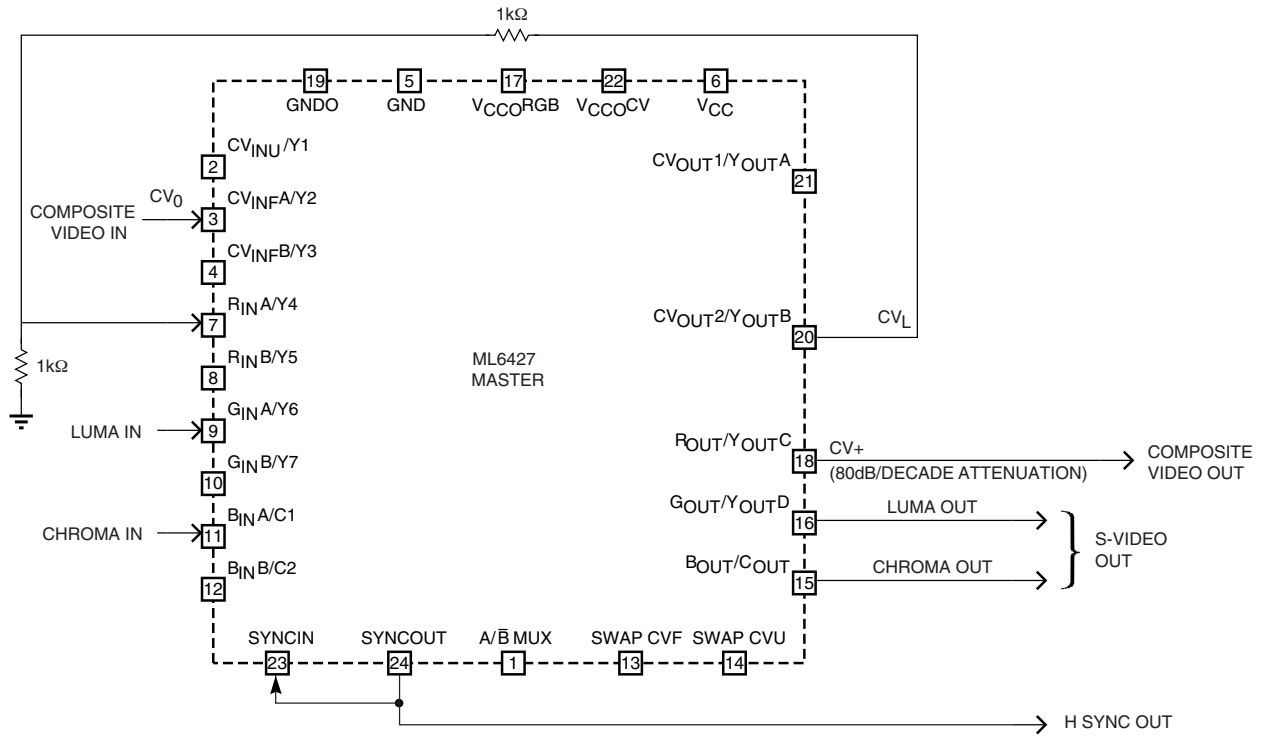 1kΩ
19 5 17 22 6
GNDO GND VCCORGB VCCOCV VCC
CVINU/Y1
2
CVOUT1/YOUTA
21
CV0
CVINFA/Y2
COMPOSITE
VIDEO IN
3
CVINFB/Y3
4
RINA/Y4
7
CVOUT2/YOUTB
CVL
20
1kΩ
RINB/Y5
8
ML6427
MASTER
GINA/Y6
LUMA IN
9
ROUT/YOUTC
CV+
18
(80dB/DECADE ATTENUATION)
COMPOSITE
VIDEO OUT
GINB/Y7
10
GOUT/YOUTD
LUMA OUT
16
BINA/C1
CHROMA IN
11
S-VIDEO
OUT
BOUT/COUT
CHROMA OUT
15
BINB/C2
12
SYNCIN SYNCOUT A/B̅ MUX SWAP CVF SWAP CVU
23 24 1 13 14
H SYNC OUT